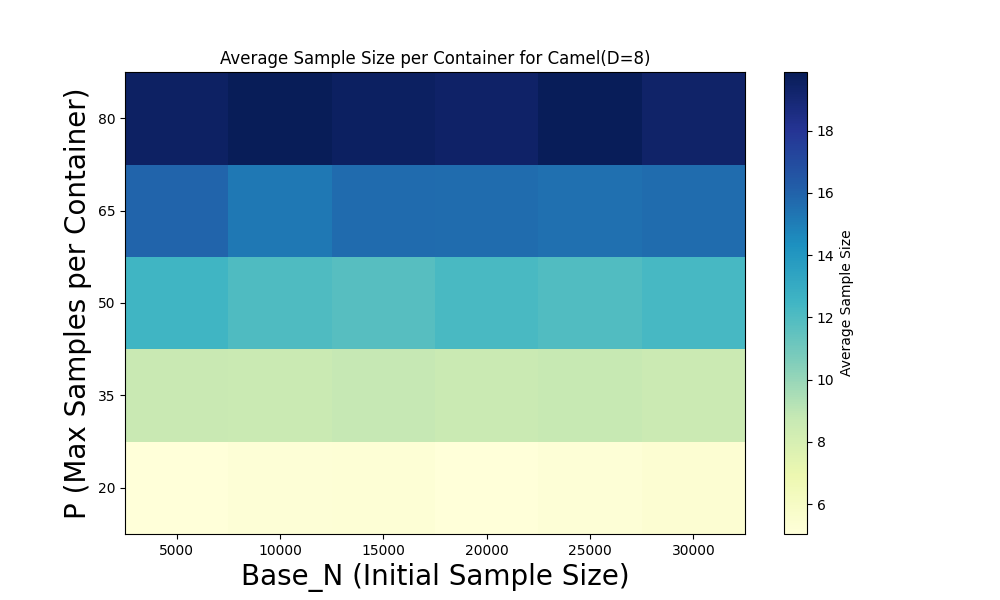 Average Sample Size per Container for Camel(D=8)
P (Max Samples per Container)
80
65
50
35
20
5000 10000 15000 20000 25000 30000
Base_N (Initial Sample Size)
18
16
14
12
10
8
6
Average Sample Size